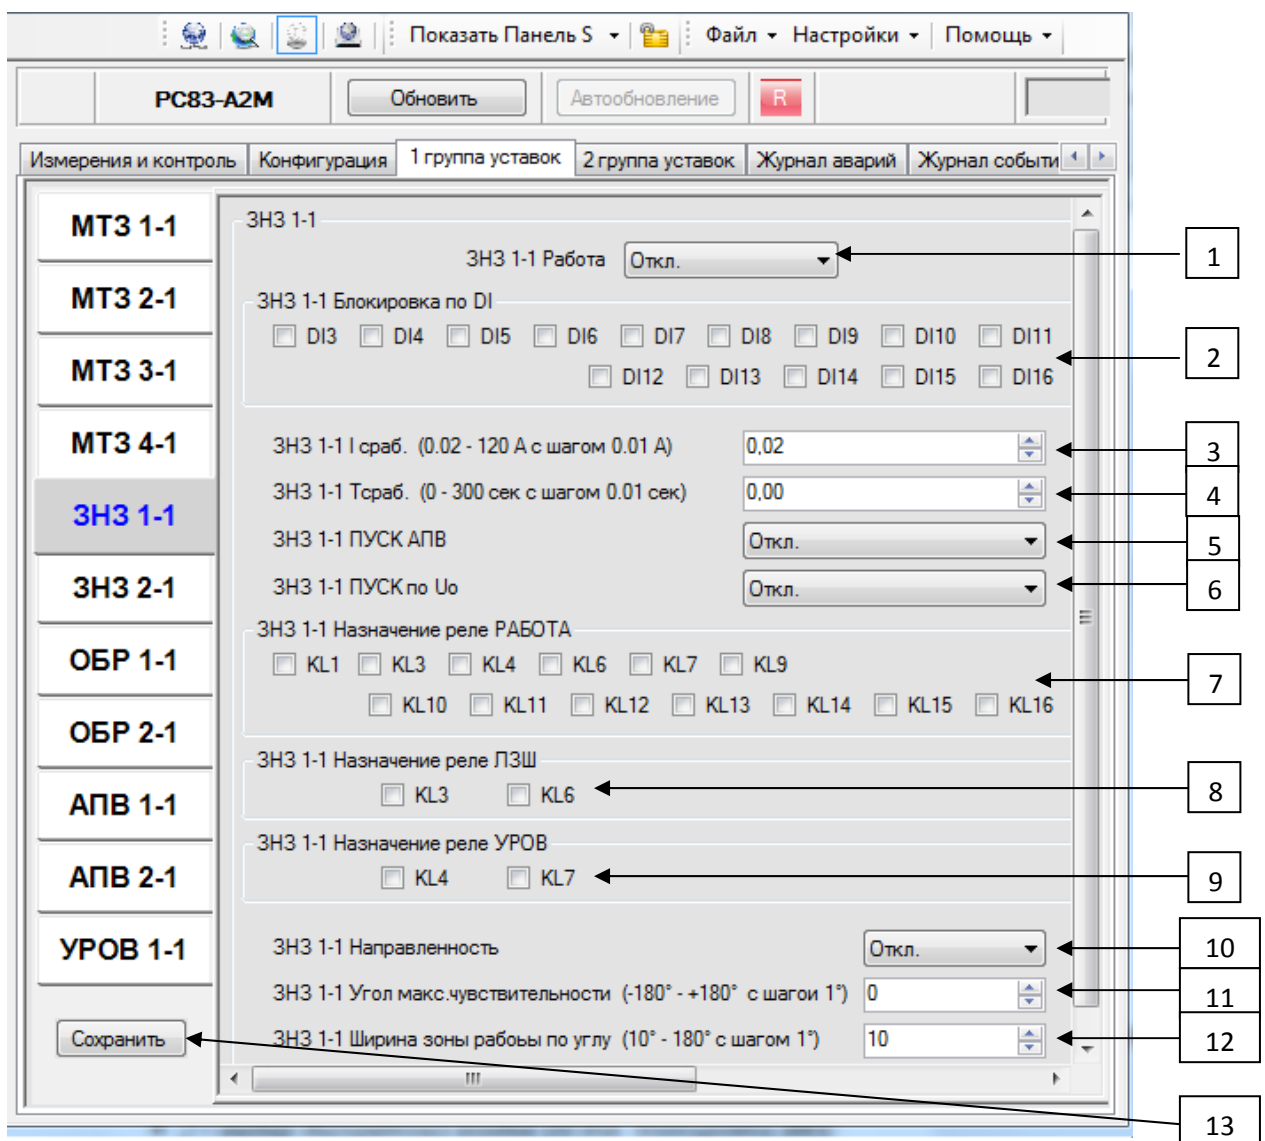 Показать Панель S Файл Настройки Помощь
РС83-А2М Обновить Автообновление R
Измерения и контроль Конфигурация 1 группа уставок 2 группа уставок Журнал аварий Журнал событи
МТЗ 1-1
МТЗ 2-1
МТЗ 3-1
МТЗ 4-1
ЗНЗ 1-1
ЗНЗ 2-1
ОБР 1-1
ОБР 2-1
АПВ 1-1
АПВ 2-1
УРОВ 1-1
Сохранить
ЗНЗ 1-1
ЗНЗ 1-1 Работа Откл. 1
ЗНЗ 1-1 Блокировка по DI
DI3 DI4 DI5 DI6 DI7 DI8 DI9 DI10 DI11
DI12 DI13 DI14 DI15 DI16 2
ЗНЗ 1-1 I сраб. (0.02 - 120 А с шагом 0.01 А) 0,02 3
ЗНЗ 1-1 Тсраб. (0 - 300 сек с шагом 0.01 сек) 0,00 4
ЗНЗ 1-1 ПУСК АПВ Откл. 5
ЗНЗ 1-1 ПУСК по Uo Откл. 6
ЗНЗ 1-1 Назначение реле РАБОТА
KL1 KL3 KL4 KL6 KL7 KL9
KL10 KL11 KL12 KL13 KL14 KL15 KL16 7
ЗНЗ 1-1 Назначение реле ЛЗШ
KL3 KL6 8
ЗНЗ 1-1 Назначение реле УРОВ
KL4 KL7 9
ЗНЗ 1-1 Направленность Откл. 10
ЗНЗ 1-1 Угол макс.чувствительности (-180° - +180° с шагои 1°) 0 11
ЗНЗ 1-1 Ширина зоны рабоьы по углу (10° - 180° с шагом 1°) 10 12
13